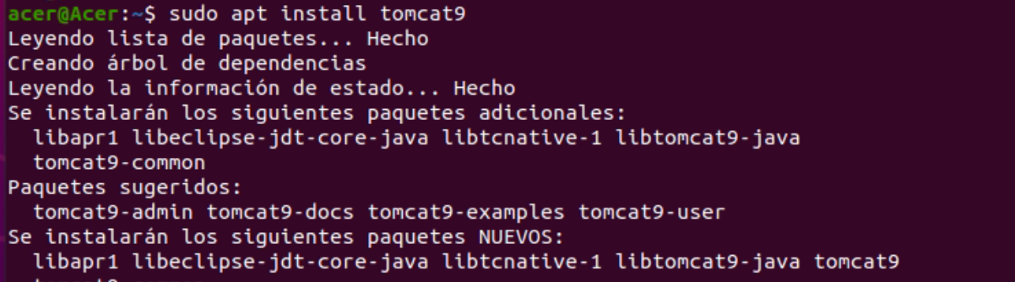 acer@Acer:~$ sudo apt install tomcat9
Leyendo lista de paquetes... Hecho
Creando árbol de dependencias
Leyendo la información de estado... Hecho
Se instalarán los siguientes paquetes adicionales:
  libapr1 libeclipse-jdt-core-java libtcnative-1 libtomcat9-java
  tomcat9-common
Paquetes sugeridos:
  tomcat9-admin tomcat9-docs tomcat9-examples tomcat9-user
Se instalarán los siguientes paquetes NUEVOS:
  libapr1 libeclipse-jdt-core-java libtcnative-1 libtomcat9-java tomcat9